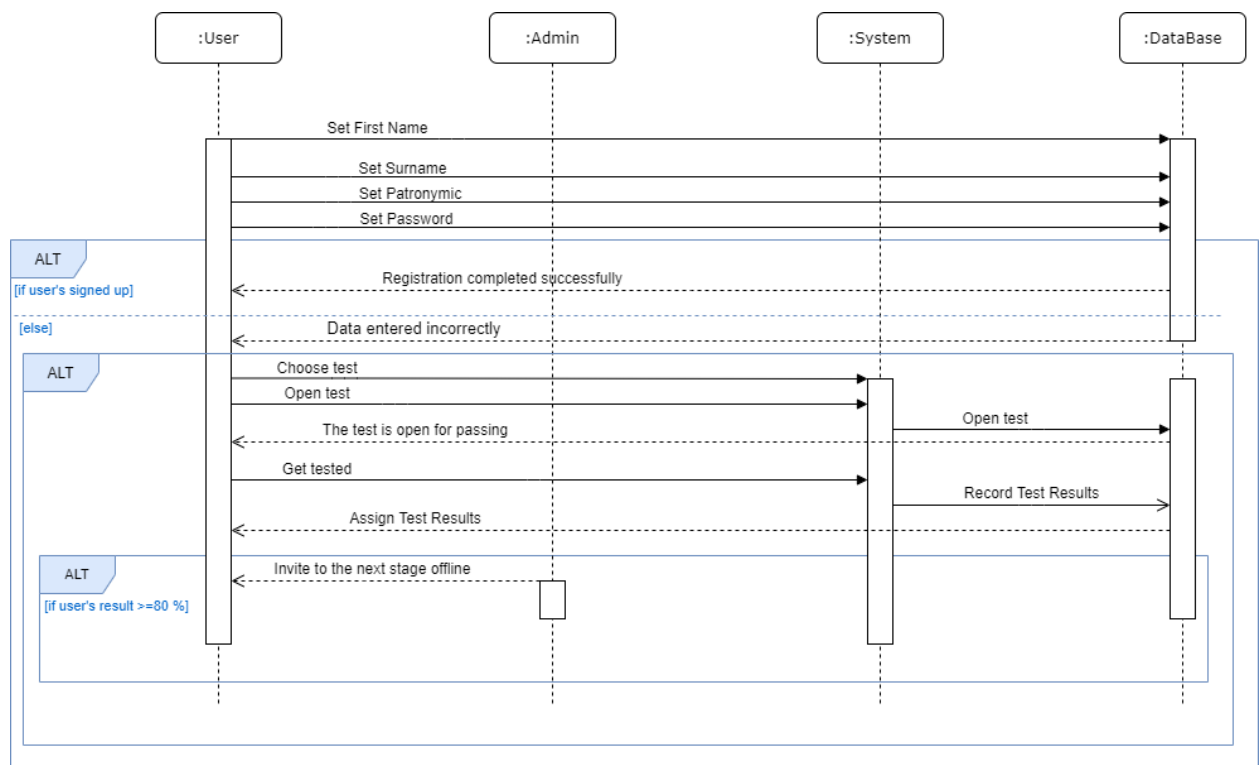 :User
:Admin
:System
:DataBase
Set First Name
Set Surname
Set Patronymic
Set Password
ALT
Registration completed successfully
[if user's signed up]
[else]
Data entered incorrectly
ALT
Choose test
Open test
Open test
The test is open for passing
Get tested
Record Test Results
Assign Test Results
ALT
Invite to the next stage offline
[if user's result >=80 %]